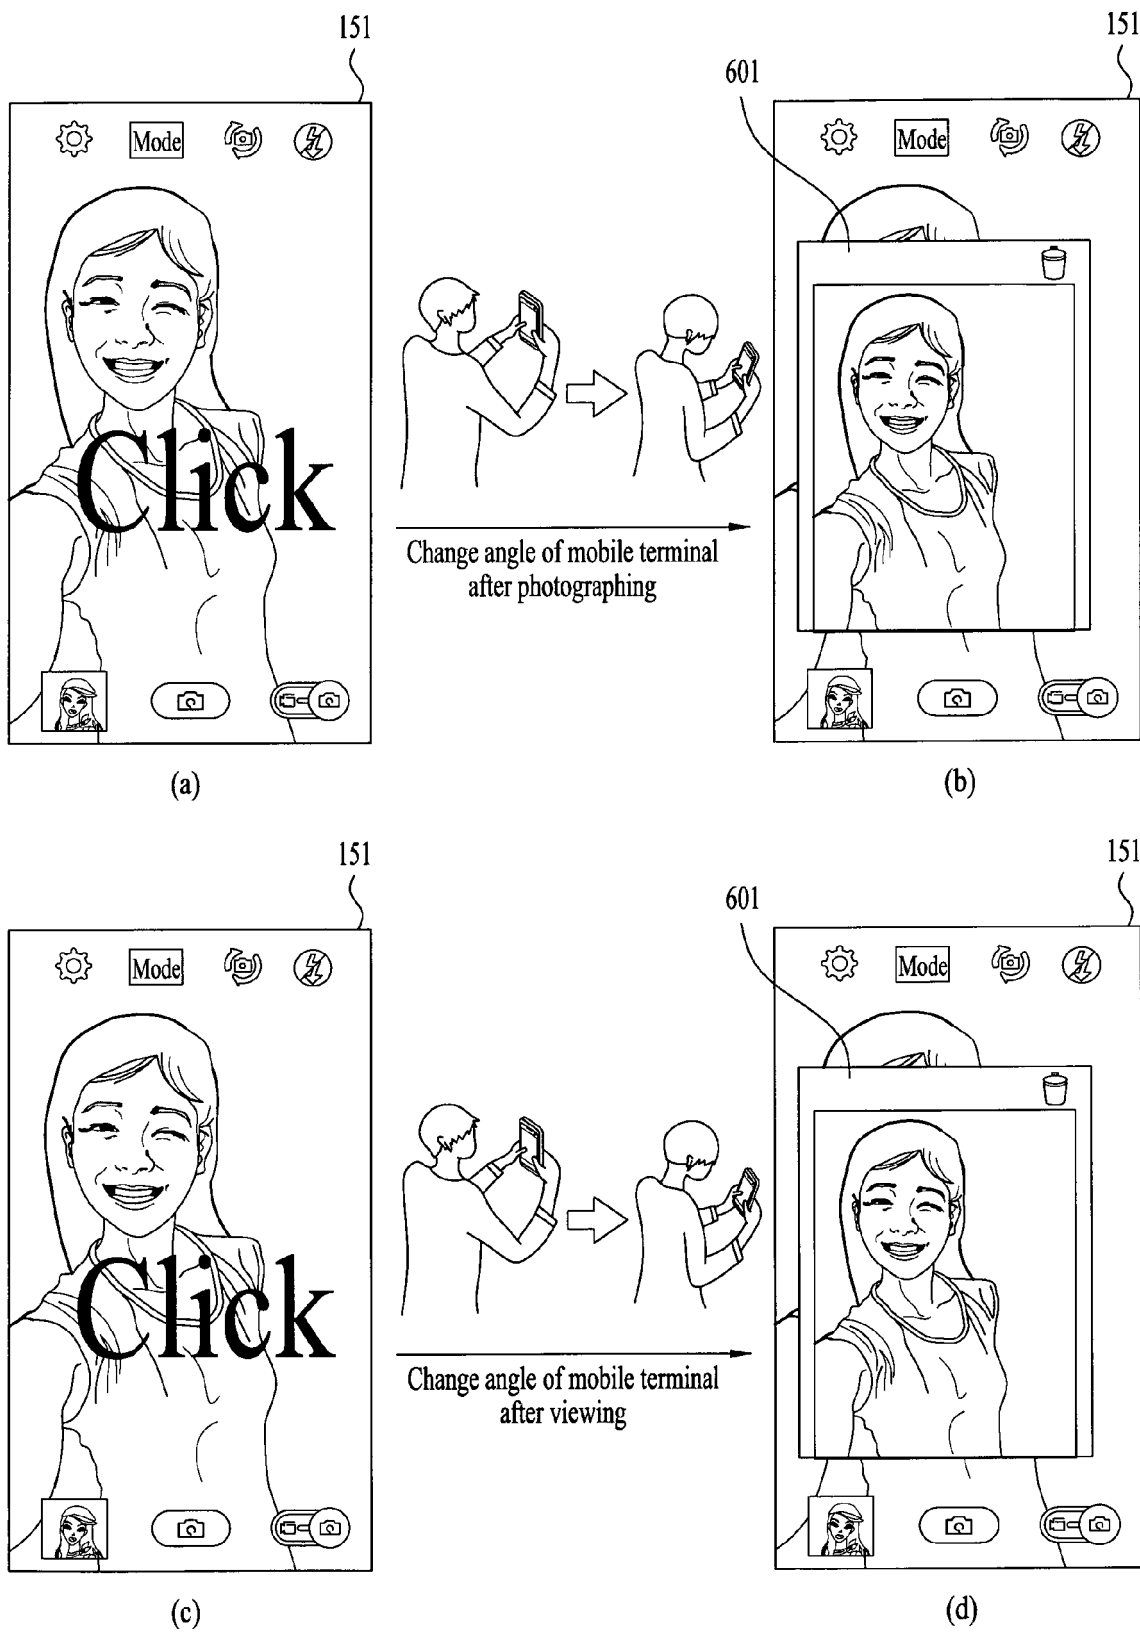 151
151
601
Mode
Mode
Click
Change angle of mobile terminal
after photographing
(a)
(b)
151
151
601
Mode
Mode
Click
Change angle of mobile terminal
after viewing
(c)
(d)